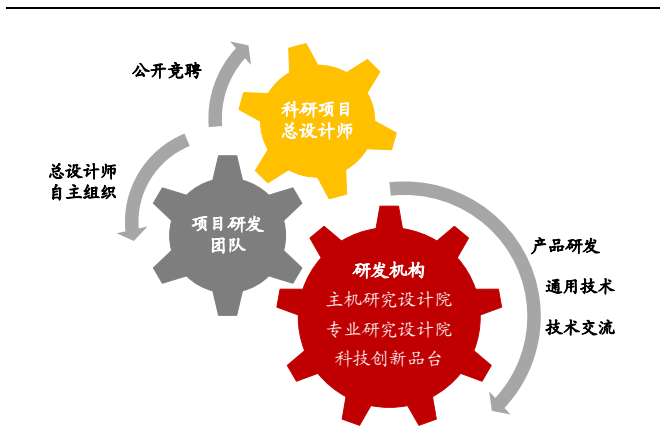 公开竞聘
科研项目
总设计师
总设计师
自主组织
项目研发
团队
产品研发
研发机构
通用技术
主机研究设计院
专业研究设计院
技术交流
科技创新品台